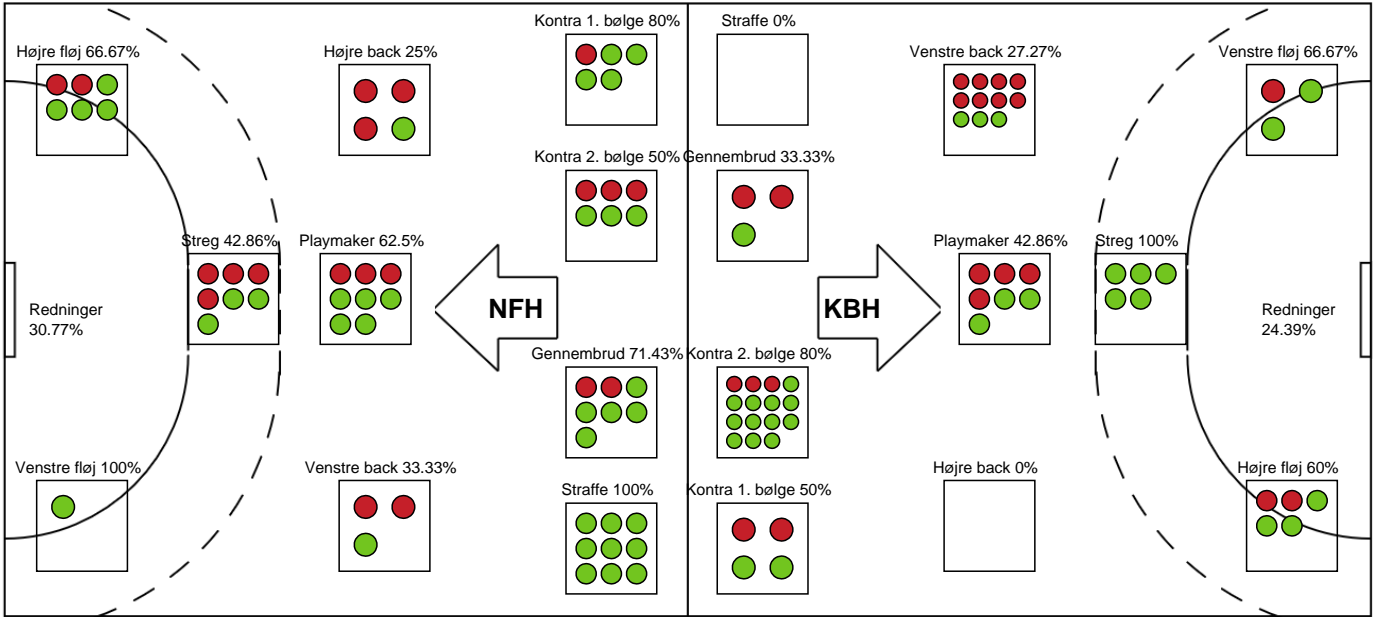 Kontra 1. bølge 80%
Straffe 0%
Højre fløj 66.67%
Højre back 25%
Venstre back 27.27%
Venstre fløj 66.67%
Kontra 2. bølge 50%
Gennembrud 33.33%
Streg 42.86%
Playmaker 62.5%
Playmaker 42.86%
Streg 100%
Redninger
30.77%
NFH
KBH
Redninger
24.39%
Gennembrud 71.43%
Kontra 2. bølge 80%
Venstre fløj 100%
Venstre back 33.33%
Straffe 100%
Kontra 1. bølge 50%
Højre back 0%
Højre fløj 60%